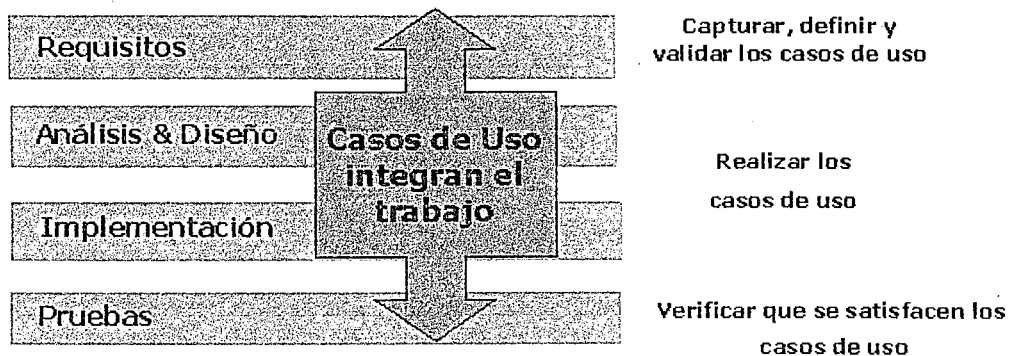 Requisitos
Capturar, definir y
validar los casos de uso
Análisis & Diseño
Casos de Uso
integran el
trabajo
Realizar los
casos de uso
Implementación
Pruebas
Verificar que se satisfacen los
casos de uso